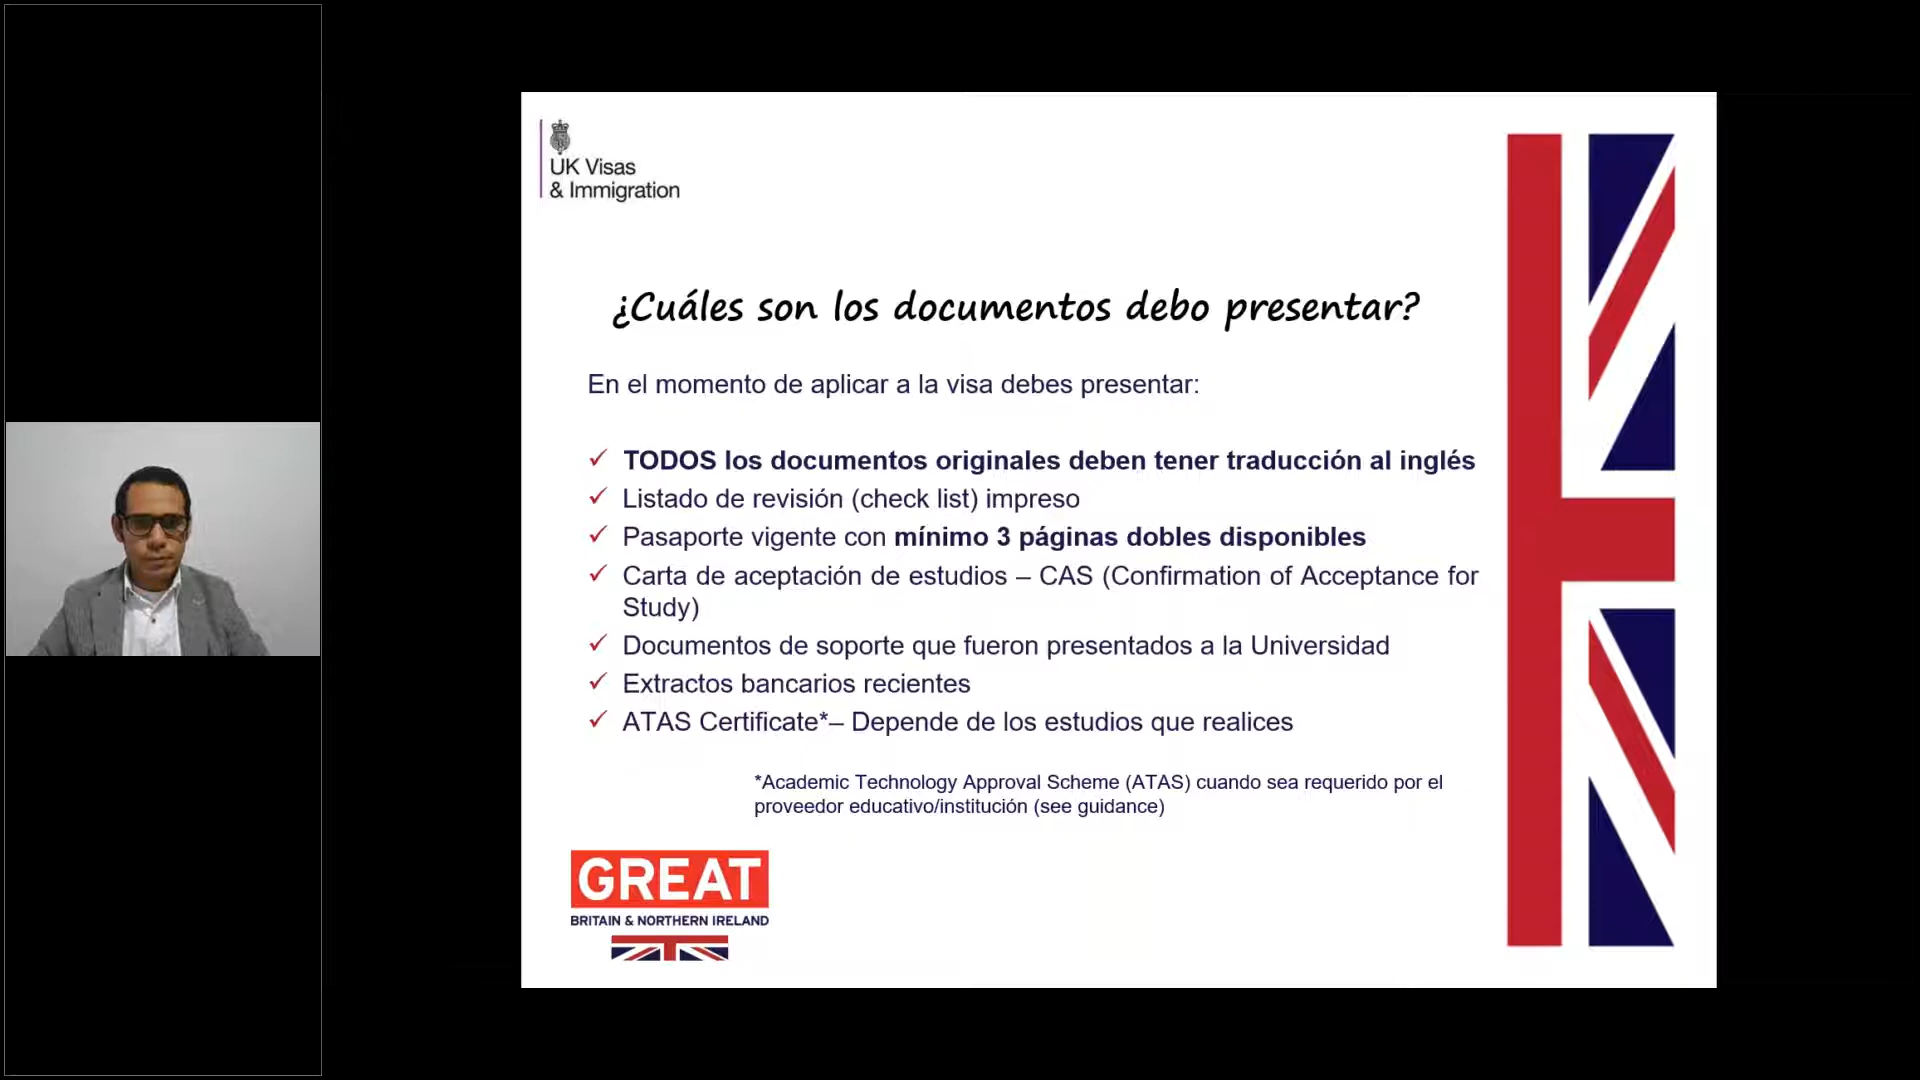 UK Visas
& Immigration
¿Cuáles son los documentos debo presentar?
En el momento de aplicar a la visa debes presentar:
✓ TODOS los documentos originales deben tener traducción al inglés
✓ Listado de revisión (check list) impreso
✓ Pasaporte vigente con mínimo 3 páginas dobles disponibles
✓ Carta de aceptación de estudios – CAS (Confirmation of Acceptance for
Study)
✓ Documentos de soporte que fueron presentados a la Universidad
✓ Extractos bancarios recientes
✓ ATAS Certificate*– Depende de los estudios que realices
*Academic Technology Approval Scheme (ATAS) cuando sea requerido por el
proveedor educativo/institución (see guidance)
GREAT
BRITAIN & NORTHERN IRELAND